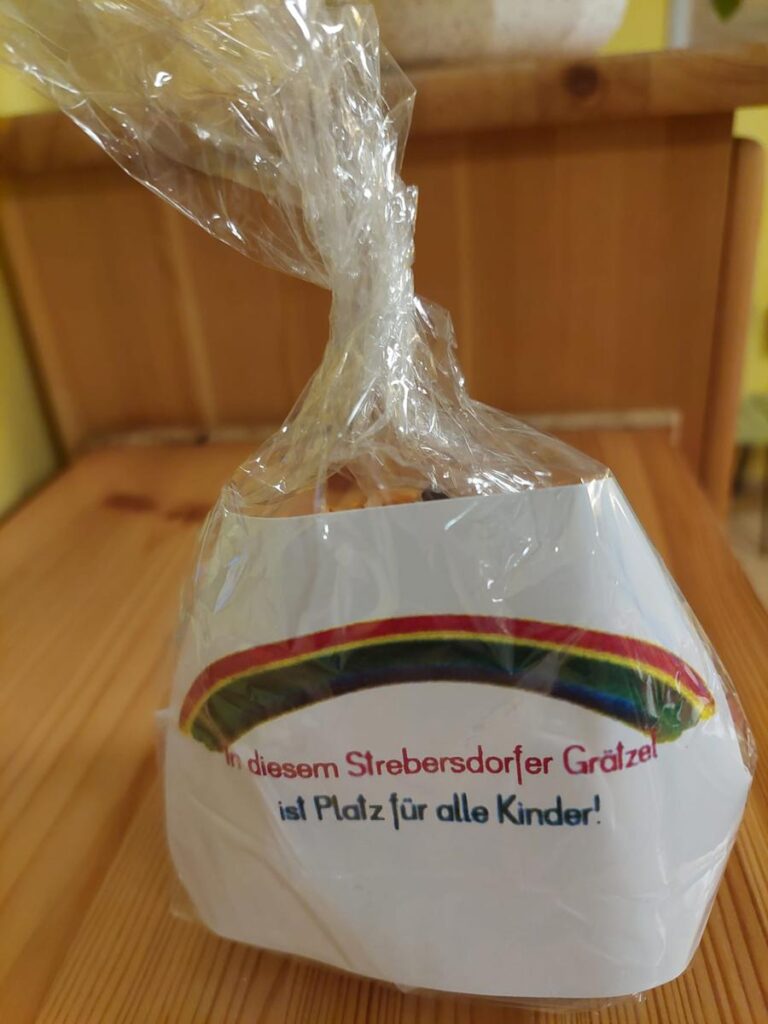 In diesem Strebersdorfer Grätzel
ist Platz für alle Kinder!